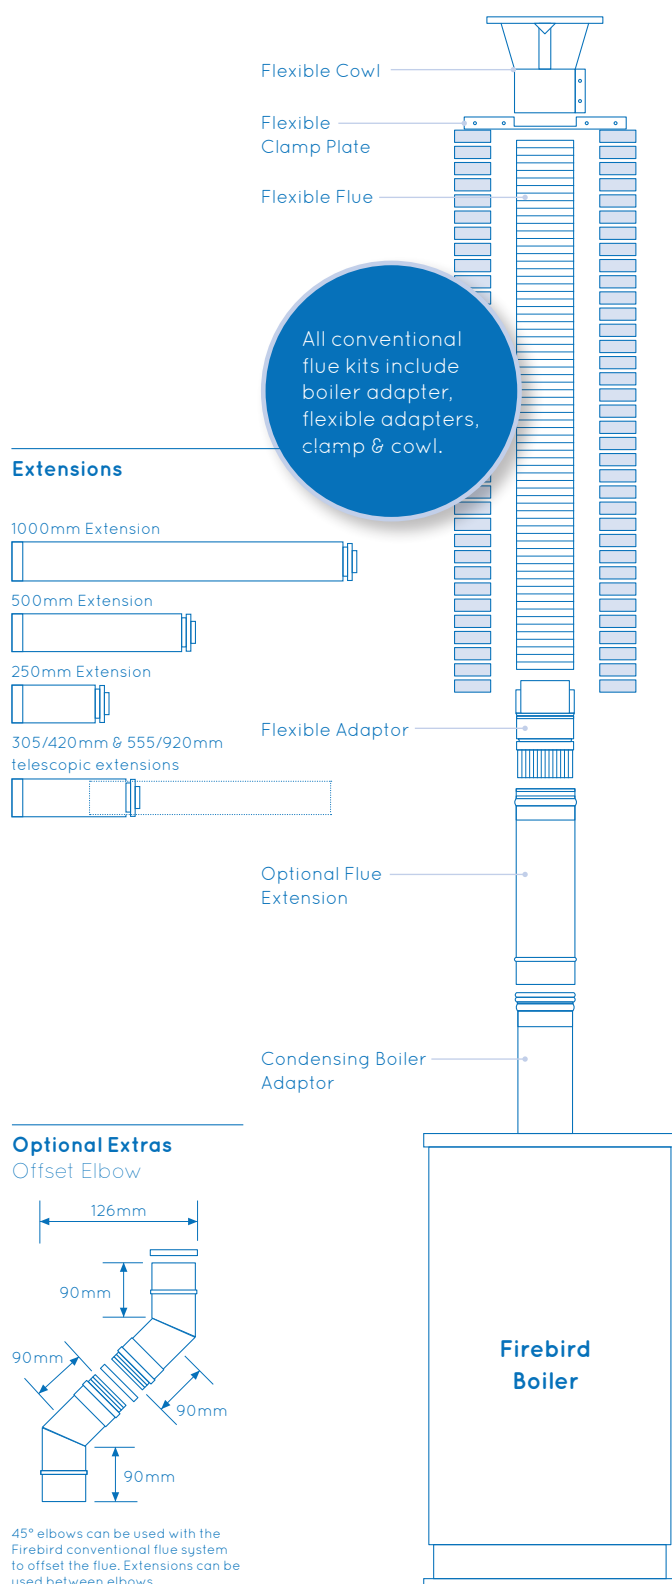 Flexible Cowl
Flexible
Clamp Plate
Flexible Flue
All conventional
flue kits include
boiler adapter,
flexible adapters,
clamp & cowl.
Extensions
1000mm Extension
500mm Extension
250mm Extension
305/420mm & 555/920mm
telescopic extensions
Flexible Adaptor
Optional Flue
Extension
Condensing Boiler
Adaptor
Optional Extras
Offset Elbow
126mm
90mm
90mm
90mm
90mm
Firebird
Boiler
45° elbows can be used with the
Firebird conventional flue system
to offset the flue. Extensions can be
used between elbows